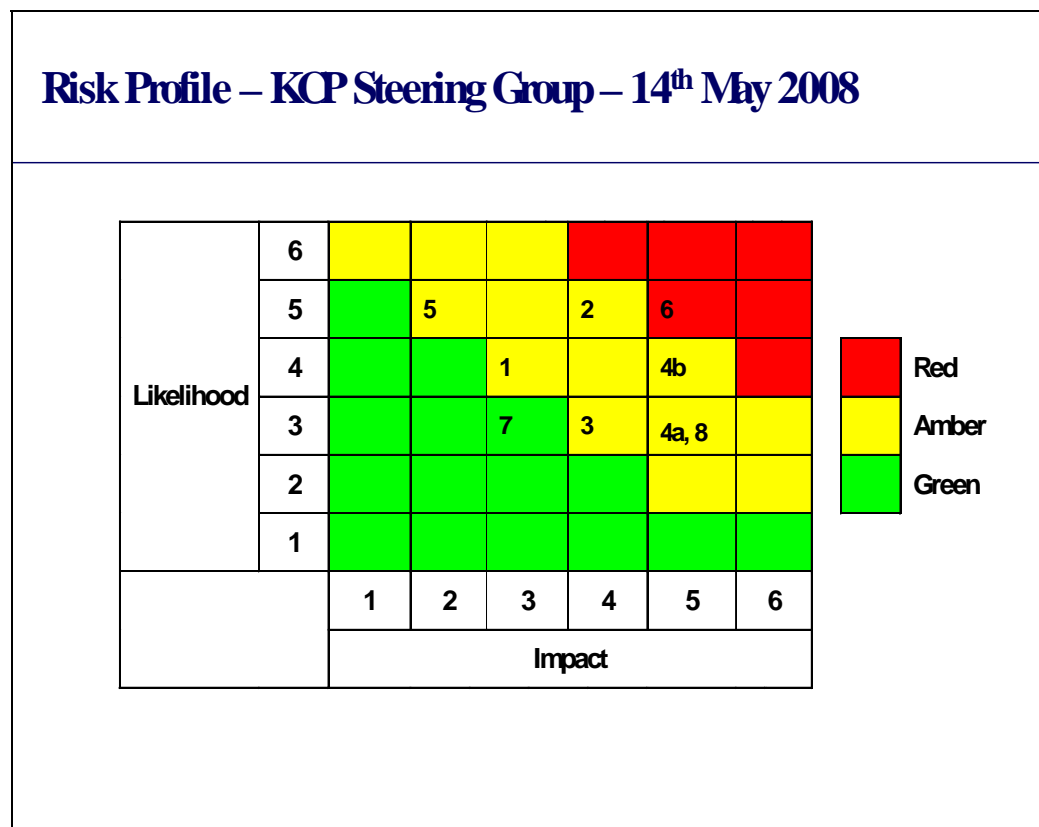 Risk Profile – KCP Steering Group – 14th May 2008
6
5 5 2 6
4 1 4b Red
Likelihood
3 7 3 4a, 8 Amber
2 Green
1
1 2 3 4 5 6
Impact